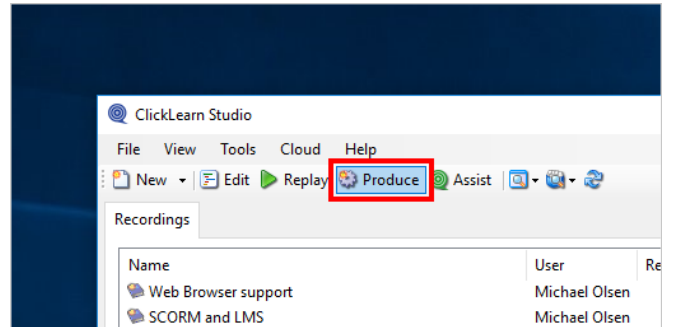 ClickLearn Studio
File View Tools Cloud Help
New Edit Replay Produce Assist
Recordings
Name User Re
Web Browser support Michael Olsen
SCORM and LMS Michael Olsen